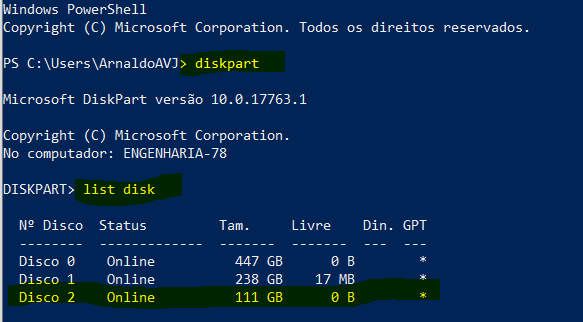 Windows PowerShell
Copyright (C) Microsoft Corporation. Todos os direitos reservados.
PS C:\Users\ArnaldoAVJ> diskpart
Microsoft DiskPart versão 10.0.17763.1
Copyright (C) Microsoft Corporation.
No computador: ENGENHARIA-78
DISKPART> list disk
Nº Disco  Status         Tam.     Livre    Din.  GPT
--------  -------------  -------  -------  ---  ---
Disco 0    Online          447 GB      0 B        *
Disco 1    Online          238 GB    17 MB        *
Disco 2    Online          111 GB      0 B        *